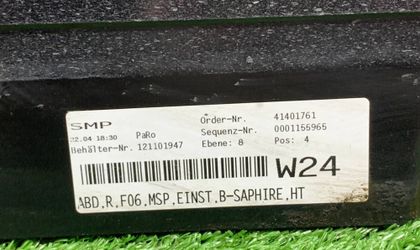 SMP Order-Nr. 41401761
22.04 18:30 PaRo Sequenz-Nr. 0001155965
Behälter-Nr. 121101947 Ebene: 8 Pos: 4
W24
ABD,R,F06,MSP,EINST,B-SAPHIRE,HT